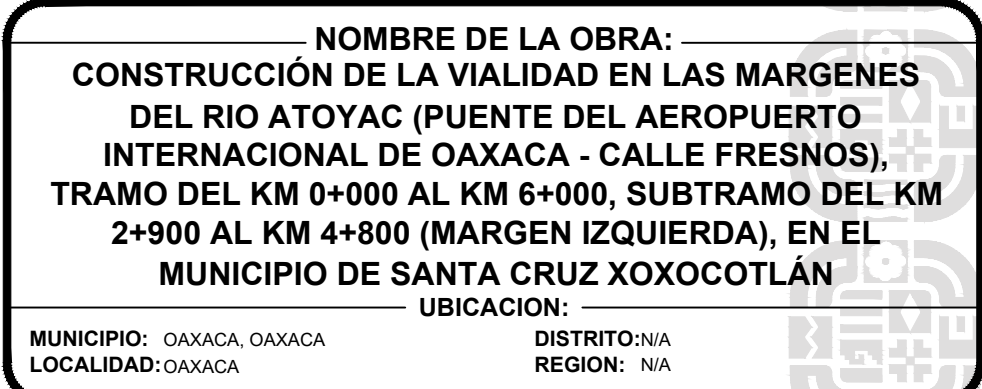 NOMBRE DE LA OBRA:
CONSTRUCCIÓN DE LA VIALIDAD EN LAS MARGENES
DEL RIO ATOYAC (PUENTE DEL AEROPUERTO
INTERNACIONAL DE OAXACA - CALLE FRESNOS),
TRAMO DEL KM 0+000 AL KM 6+000, SUBTRAMO DEL KM
2+900 AL KM 4+800 (MARGEN IZQUIERDA), EN EL
MUNICIPIO DE SANTA CRUZ XOXOCOTLÁN
UBICACION:
MUNICIPIO: OAXACA, OAXACA DISTRITO:N/A
LOCALIDAD: OAXACA REGION: N/A